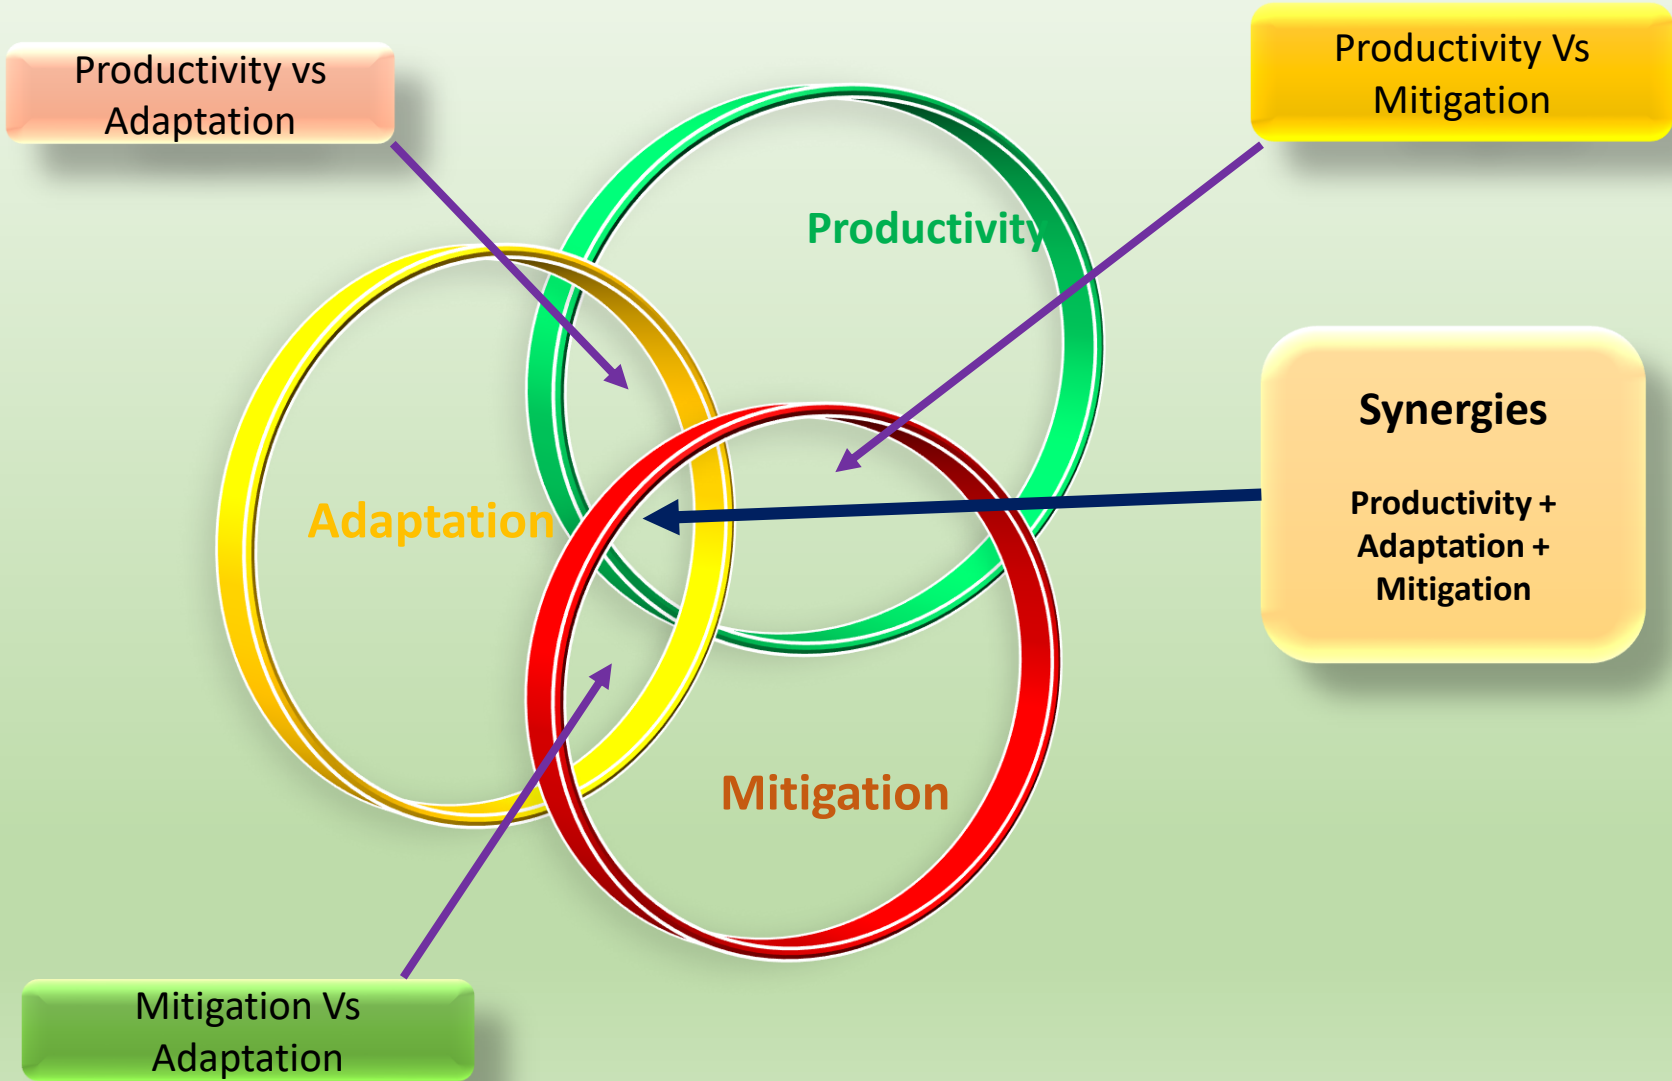 Productivity vs
Adaptation
Productivity Vs
Mitigation
Productivity
Synergies
Productivity +
Adaptation +
Mitigation
Adaptation
Mitigation
Mitigation Vs
Adaptation